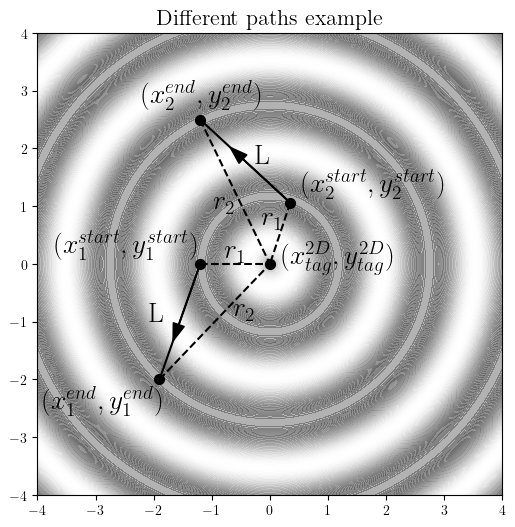 Different paths example
4
3
2
1
0
−1
−2
−3
−4
−4 −3 −2 −1 0 1 2 3 4
(x_2^{end}, y_2^{end})
L
(x_2^{start}, y_2^{start})
r_2
r_1
(x_1^{start}, y_1^{start})
r_1
(x_{tag}^{2D}, y_{tag}^{2D})
L
r_2
(x_1^{end}, y_1^{end})